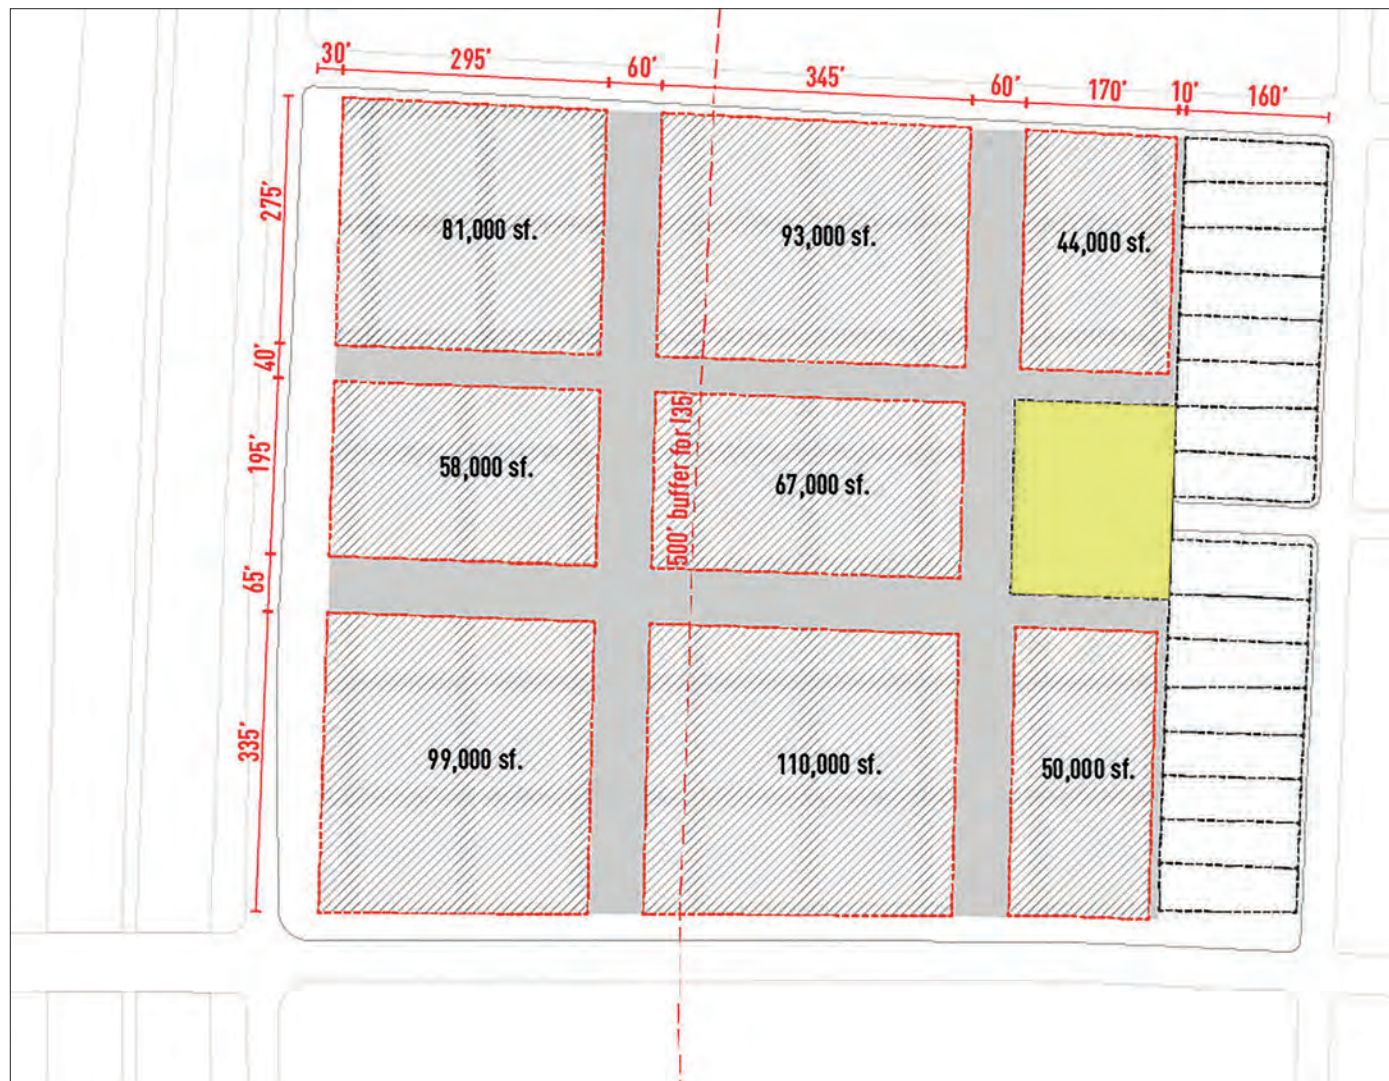 30' 295' 60' 345' 60' 170' 10' 160'
275'
81,000 sf. 93,000 sf. 44,000 sf.
40'
195'
58,000 sf. 67,000 sf.
500' buffer for I35
65'
335'
99,000 sf. 110,000 sf. 50,000 sf.